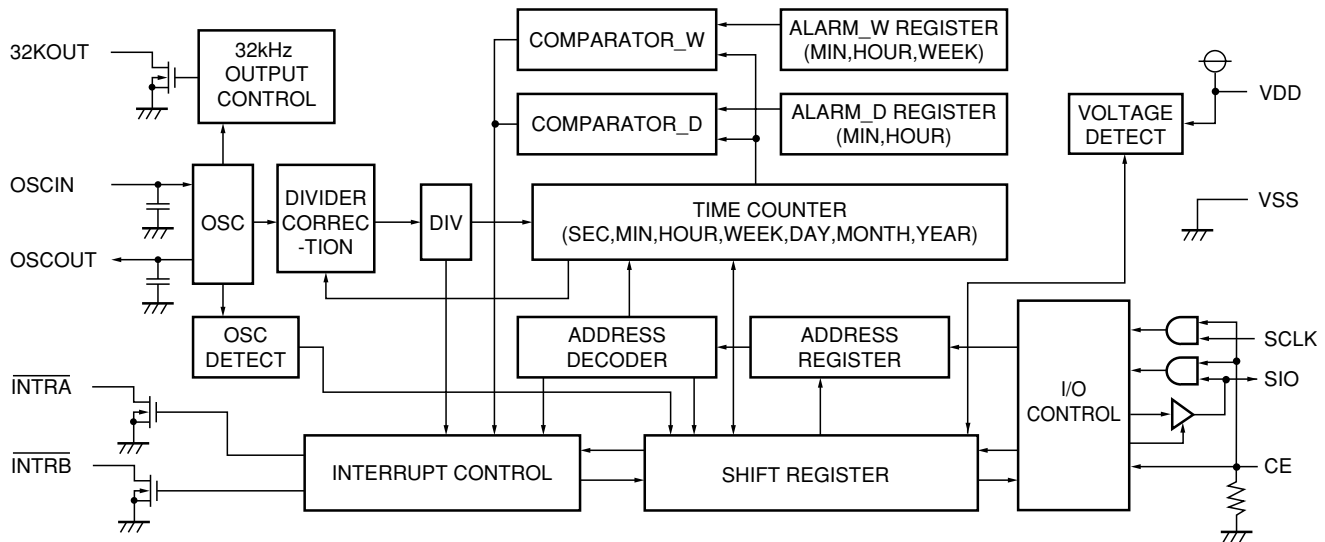 32KOUT
32kHz
OUTPUT
CONTROL
COMPARATOR_W
ALARM_W REGISTER
(MIN,HOUR,WEEK)
COMPARATOR_D
ALARM_D REGISTER
(MIN,HOUR)
VOLTAGE
DETECT
VDD
VSS
OSCIN
OSCOUT
OSC
DIVIDER
CORREC
-TION
DIV
TIME COUNTER
(SEC,MIN,HOUR,WEEK,DAY,MONTH,YEAR)
OSC
DETECT
ADDRESS
DECODER
ADDRESS
REGISTER
I/O
CONTROL
SCLK
SIO
CE
INTRA
INTRB
INTERRUPT CONTROL
SHIFT REGISTER